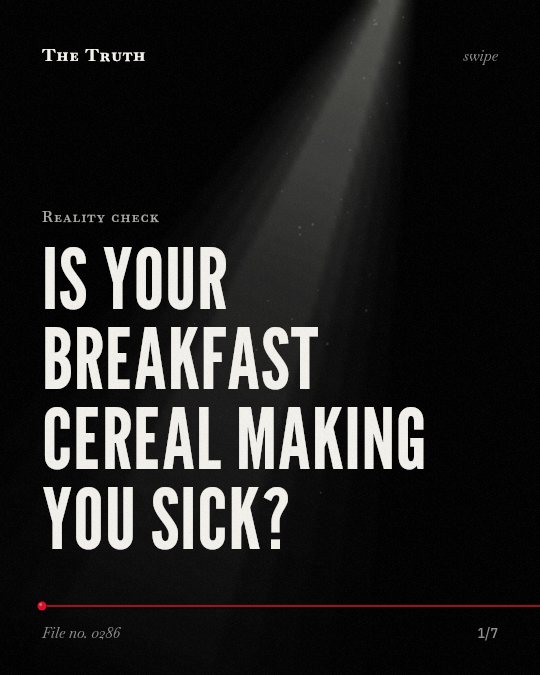 The Truth
swipe
Reality check
IS YOUR
BREAKFAST
CEREAL MAKING
YOU SICK?
File no. 0286
1/7